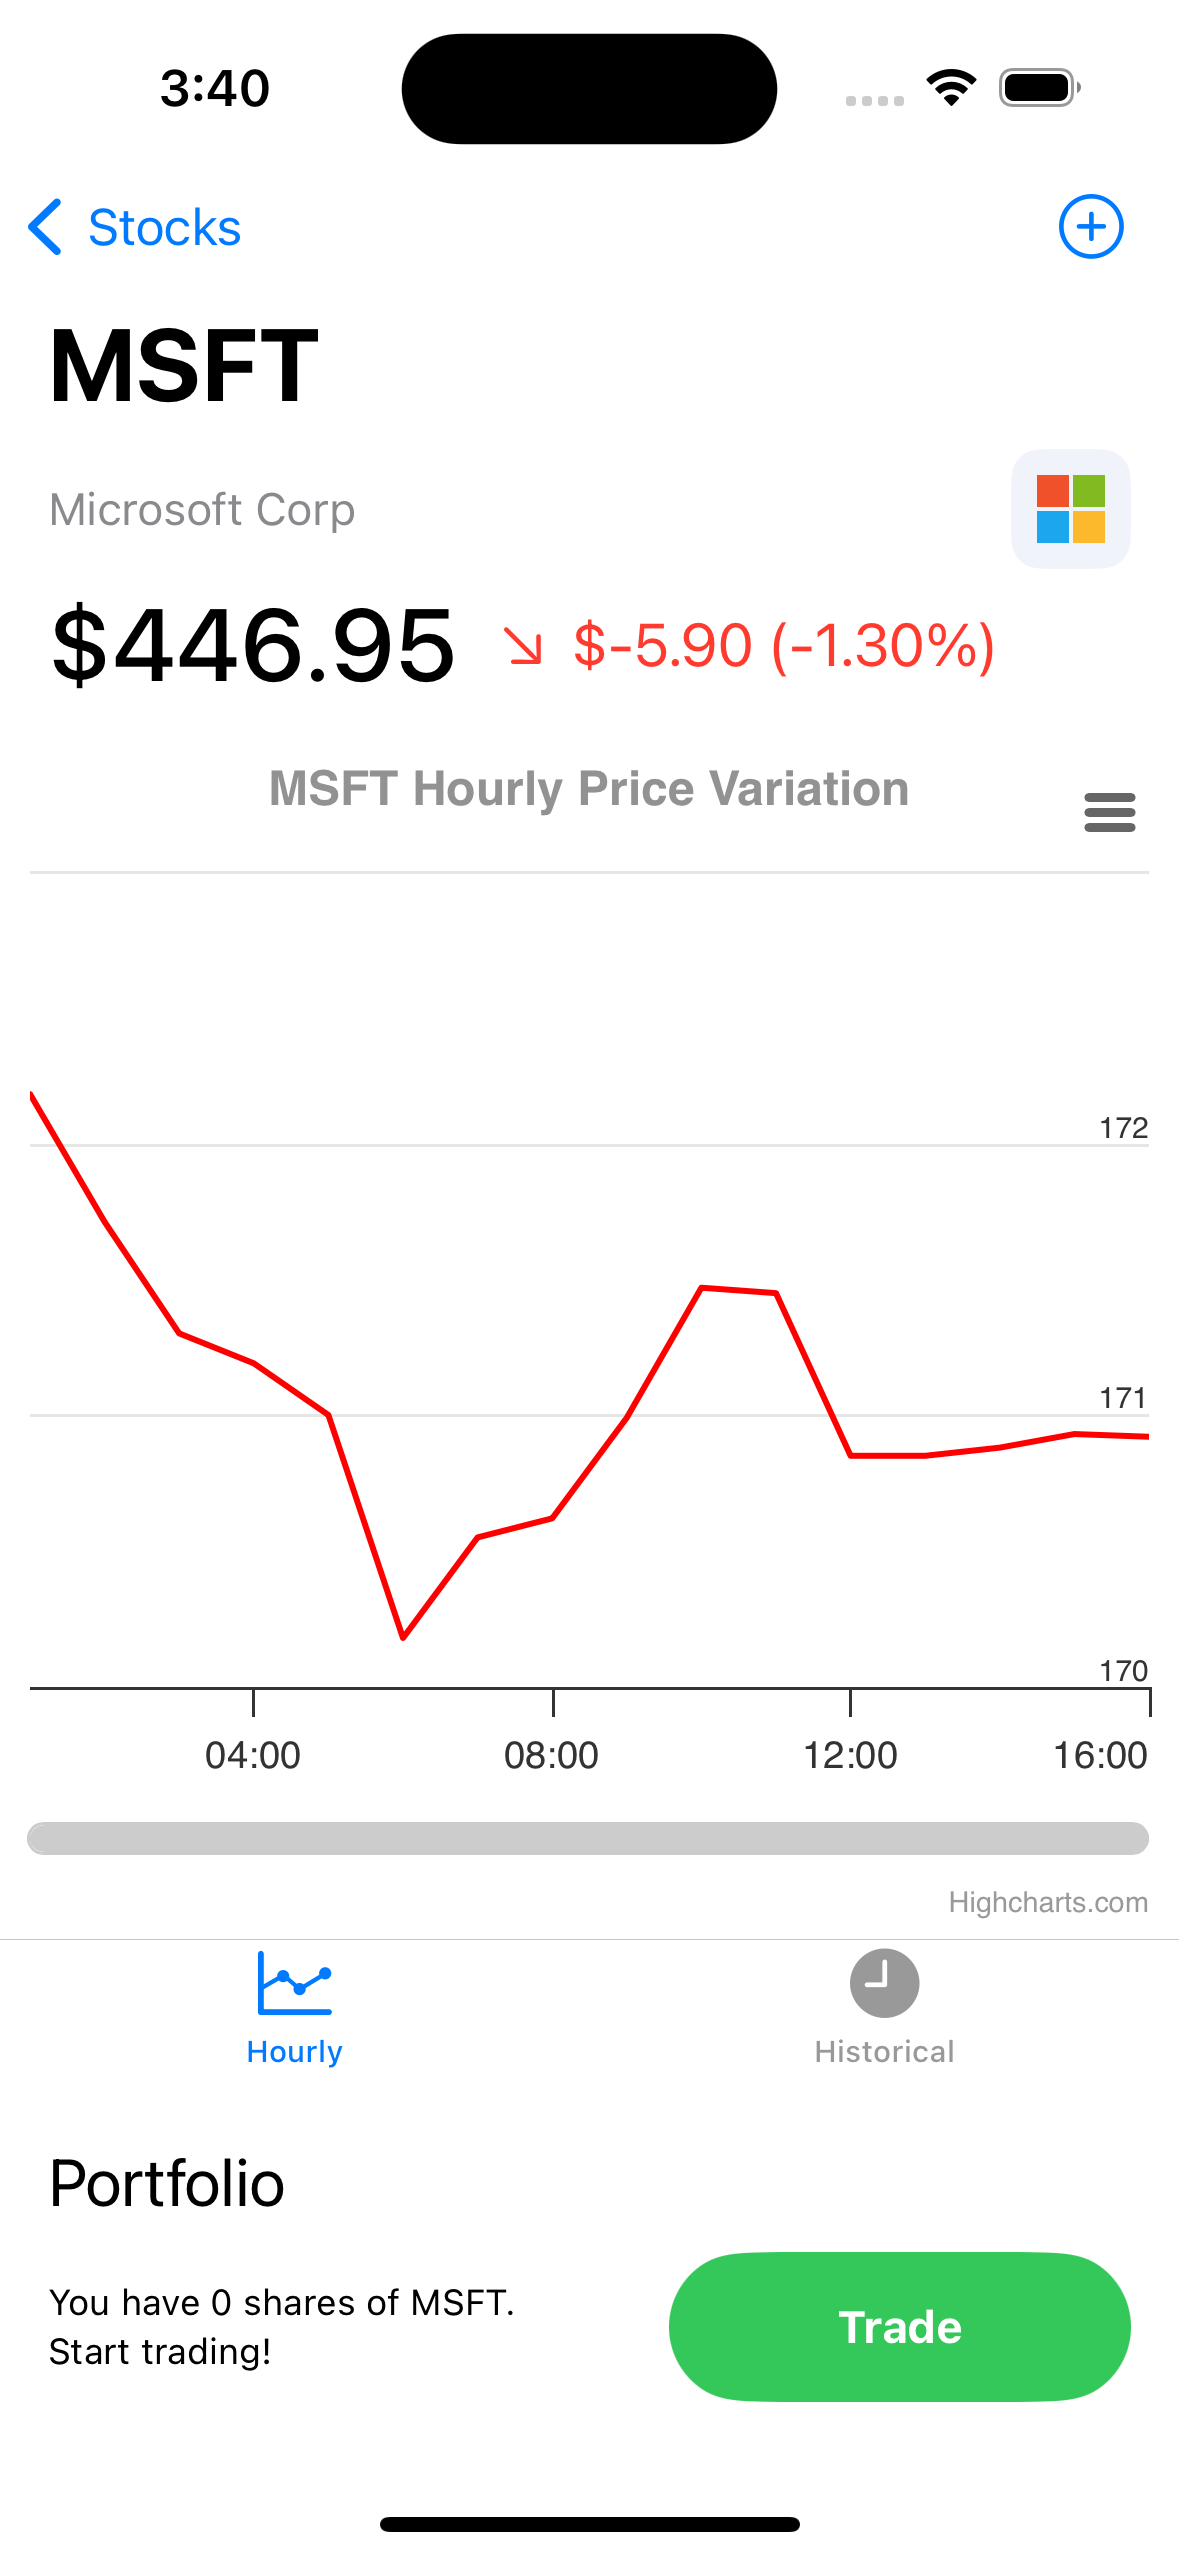 3:40
Stocks
MSFT
Microsoft Corp
$446.95 $-5.90 (-1.30%)
MSFT Hourly Price Variation
172
171
170
04:00 08:00 12:00 16:00
Highcharts.com
Hourly Historical
Portfolio
You have 0 shares of MSFT.
Start trading!
Trade